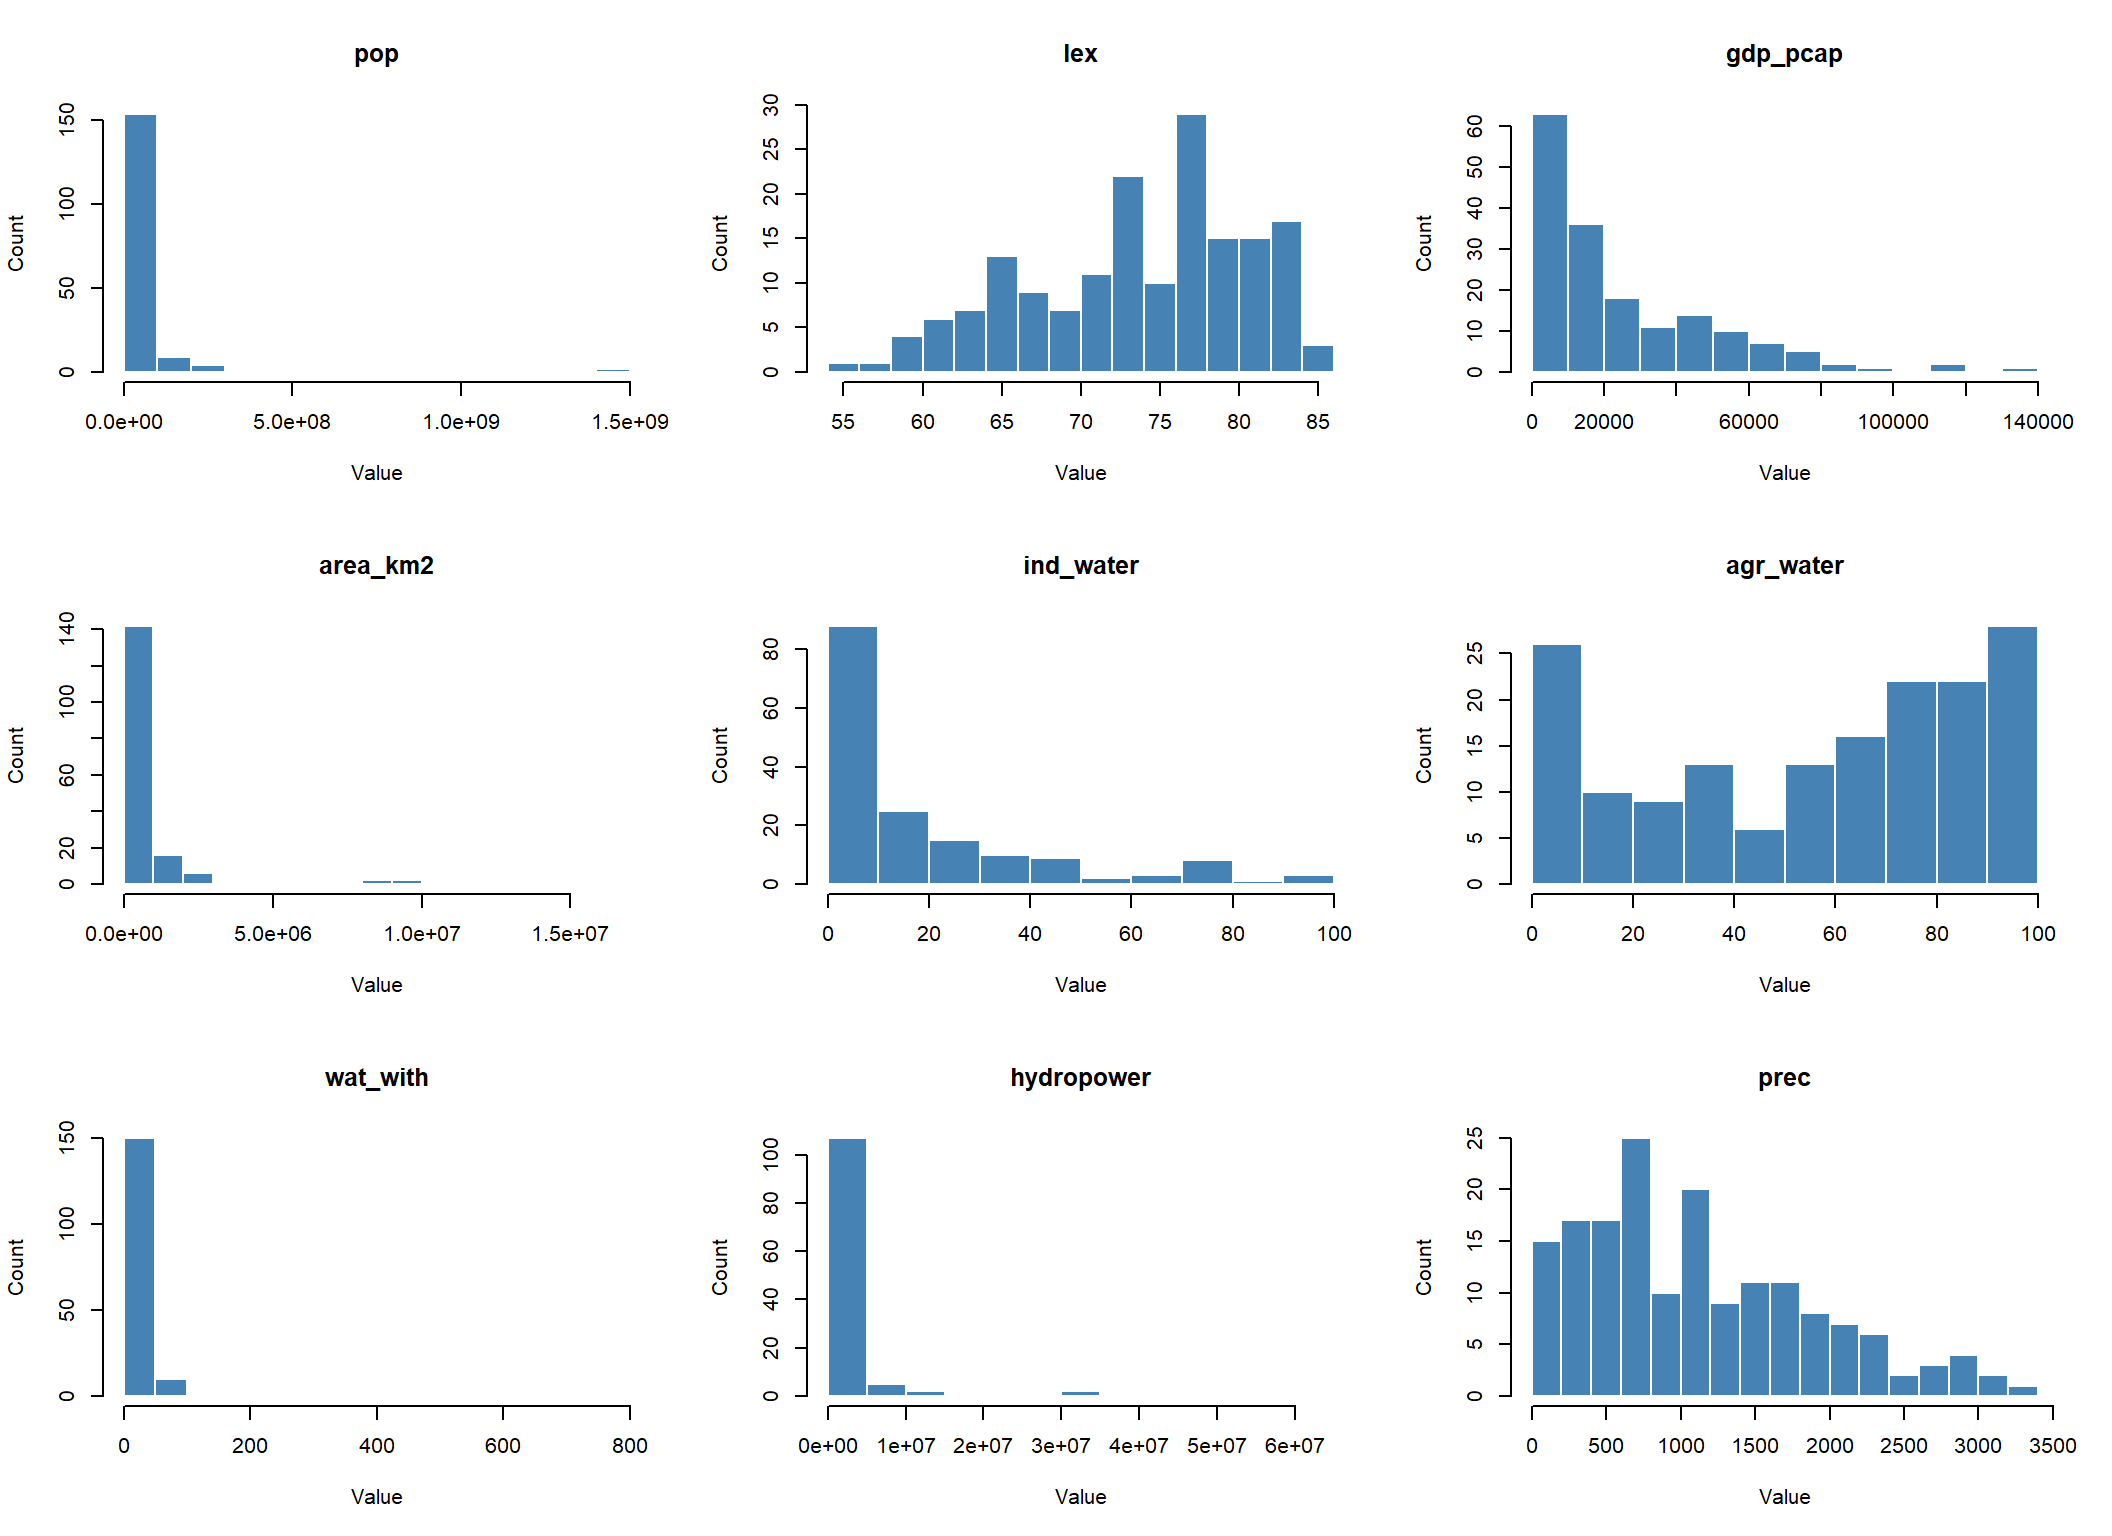 pop
Count
0 50 100 150
0.0e+00 5.0e+08 1.0e+09 1.5e+09
Value
lex
Count
0 5 10 15 20 25 30
55 60 65 70 75 80 85
Value
gdp_pcap
Count
0 10 20 30 40 50 60
0 20000 60000 100000 140000
Value
area_km2
Count
0 20 60 100 140
0.0e+00 5.0e+06 1.0e+07 1.5e+07
Value
ind_water
Count
0 20 40 60 80
0 20 40 60 80 100
Value
agr_water
Count
0 5 10 15 20 25
0 20 40 60 80 100
Value
wat_with
Count
0 50 100 150
0 200 400 600 800
Value
hydropower
Count
0 20 40 60 80 100
0e+00 1e+07 2e+07 3e+07 4e+07 5e+07 6e+07
Value
prec
Count
0 5 10 15 20 25
0 500 1000 1500 2000 2500 3000 3500
Value